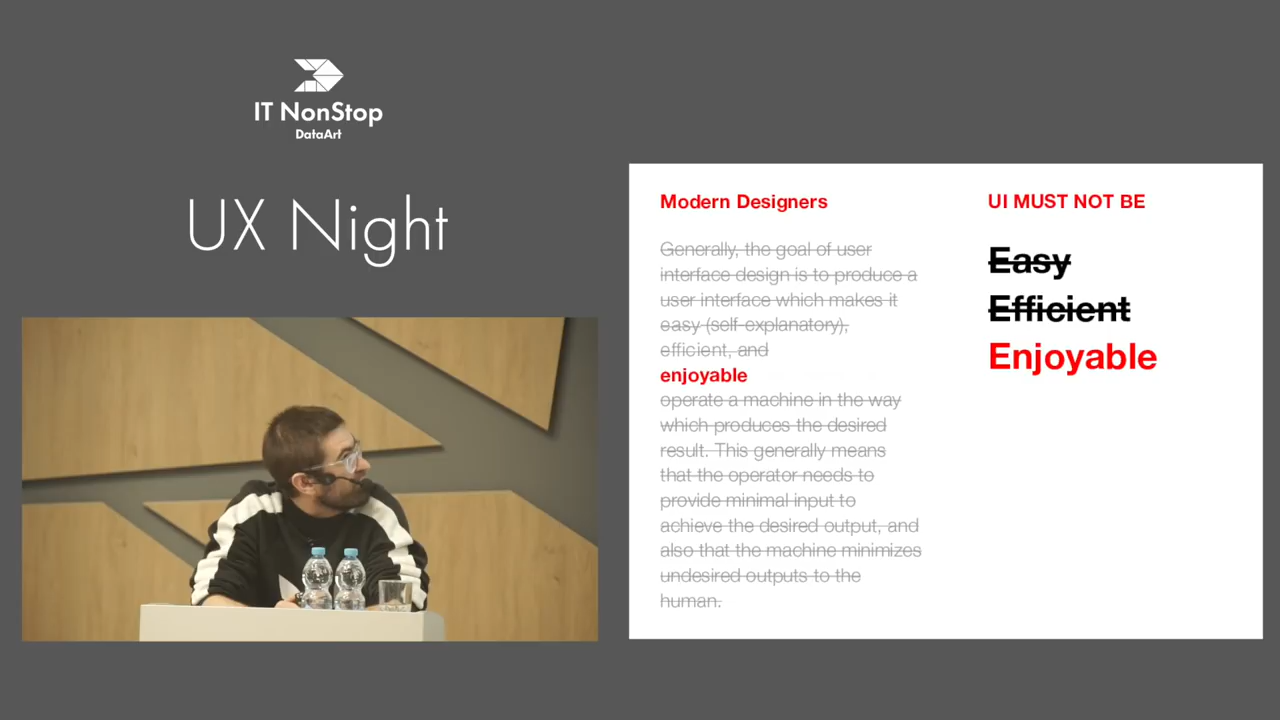 IT NonStop
DataArt
UX Night
Modern Designers
Generally, the goal of user
interface design is to produce a
user interface which makes it
easy (self-explanatory),
efficient, and
enjoyable
operate a machine in the way
which produces the desired
result. This generally means
that the operator needs to
provide minimal input to
achieve the desired output, and
also that the machine minimizes
undesired outputs to the
human.
UI MUST NOT BE
Easy
Efficient
Enjoyable